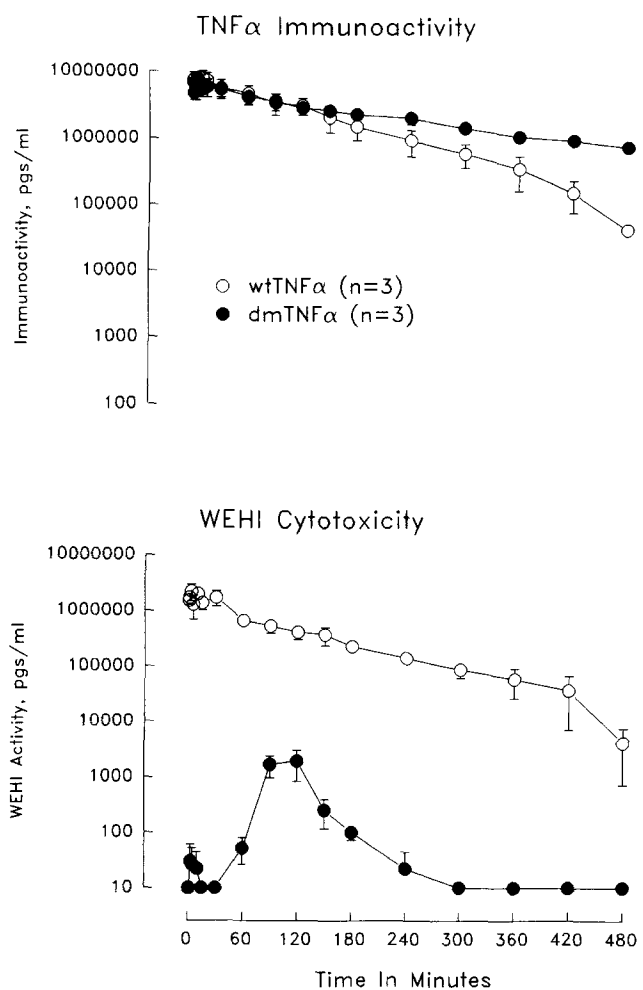 TNFα Immunoactivity
Immunoactivity, pgs/ml
10000000
1000000
100000
10000
1000
100
wtTNFα (n=3)
dmTNFα (n=3)
WEHI Cytotoxicity
WEHI Activity, pgs/ml
10000000
1000000
100000
10000
1000
100
10
0 60 120 180 240 300 360 420 480
Time In Minutes